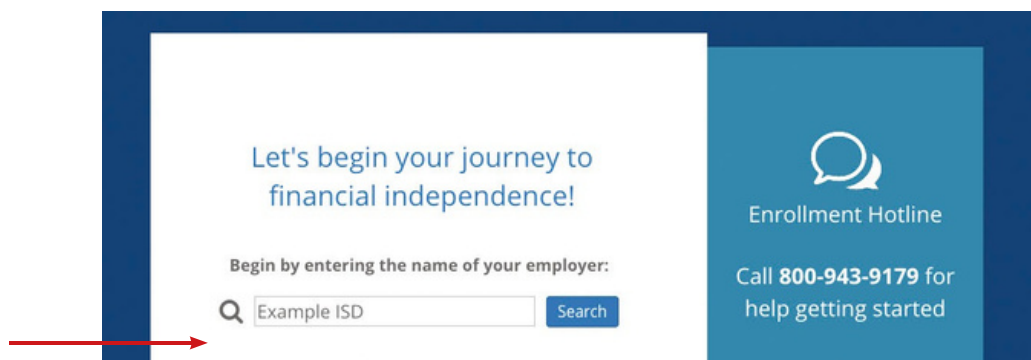 Let's begin your journey to
financial independence!
Begin by entering the name of your employer:
Example ISD
Search
Enrollment Hotline
Call 800-943-9179 for
help getting started